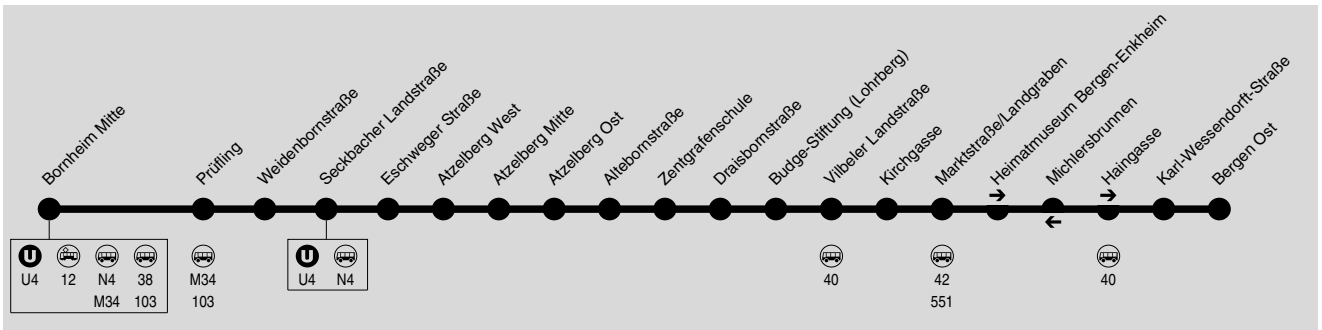 Bornheim Mitte
Prüfling
Weidenbornstraße
Seckbacher Landstraße
Eschweger Straße
Atzelberg West
Atzelberg Mitte
Atzelberg Ost
Altebornstraße
Zentgrafenschule
Draisbornstraße
Budge-Stiftung (Lohrberg)
Vilbeler Landstraße
Kirchgasse
Marktstraße/Landgraben
Heimatmuseum Bergen-Enkheim
Michlersbrunnen
Haingasse
Karl-Wessendorft-Straße
Bergen Ost
U U
U4 12 N4 38 M34 U4 N4 40 42 40
M34 103 103 551